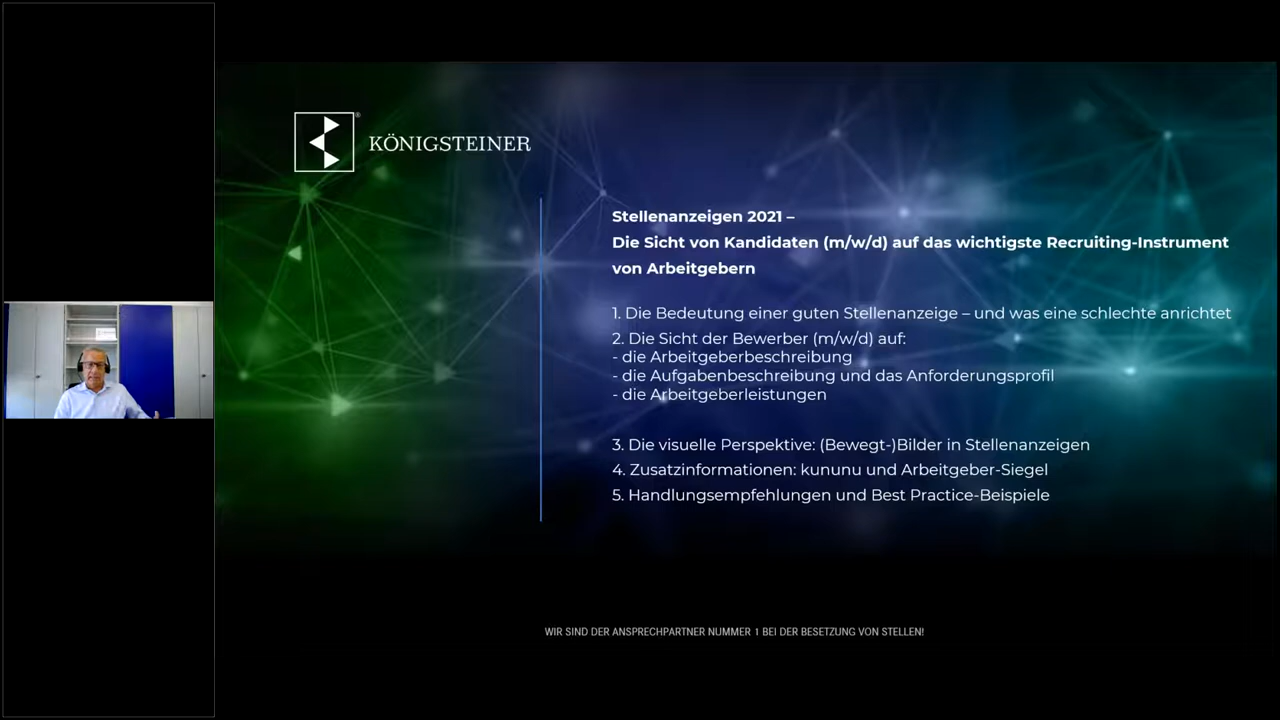 KÖNIGSTEINER
Stellenanzeigen 2021 –
Die Sicht von Kandidaten (m/w/d) auf das wichtigste Recruiting-Instrument
von Arbeitgebern
1. Die Bedeutung einer guten Stellenanzeige – und was eine schlechte anrichtet
2. Die Sicht der Bewerber (m/w/d) auf:
- die Arbeitgeberbeschreibung
- die Aufgabenbeschreibung und das Anforderungsprofil
- die Arbeitgeberleistungen
3. Die visuelle Perspektive: (Bewegt-)Bilder in Stellenanzeigen
4. Zusatzinformationen: kununu und Arbeitgeber-Siegel
5. Handlungsempfehlungen und Best Practice-Beispiele
WIR SIND DER ANSPRECHPARTNER NUMMER 1 BEI DER BESETZUNG VON STELLEN!